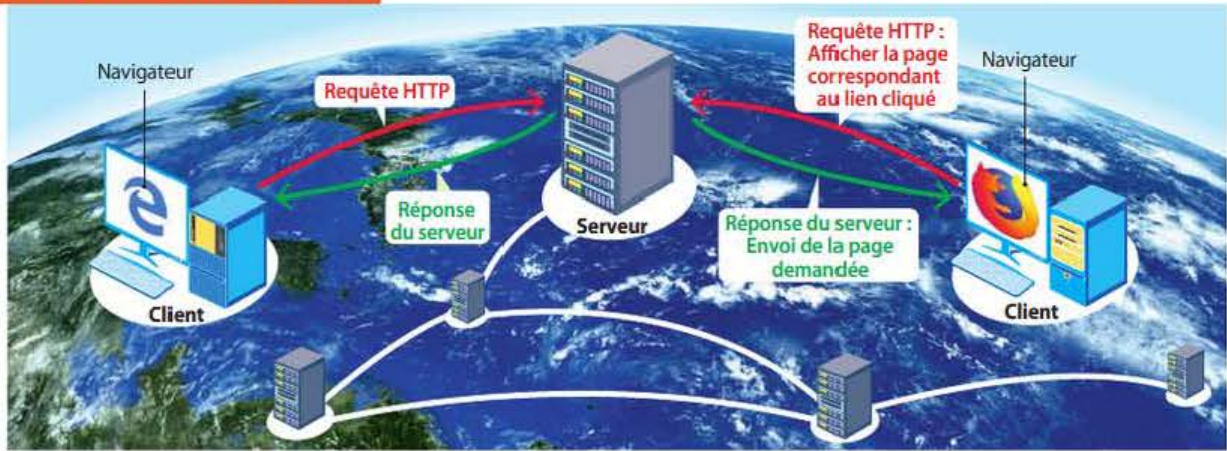 Navigateur
Requête HTTP
Réponse
du serveur
Client
Serveur
Requête HTTP :
Afficher la page
correspondant
au lien cliqué
Navigateur
Réponse du serveur :
Envoi de la page
demandée
Client